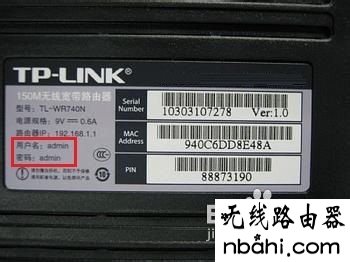 TP-LINK
150M无线宽带路由器
型号: TL-WR740N
电源规格: 9V⎓0.6A
路由器IP: 192.168.1.1
用户名: admin
密码: admin
Serial Number
10303107278 Ver:1.0
MAC Address
940C6DD8E48A
PIN
88873190
无线路由器
nbahi.com